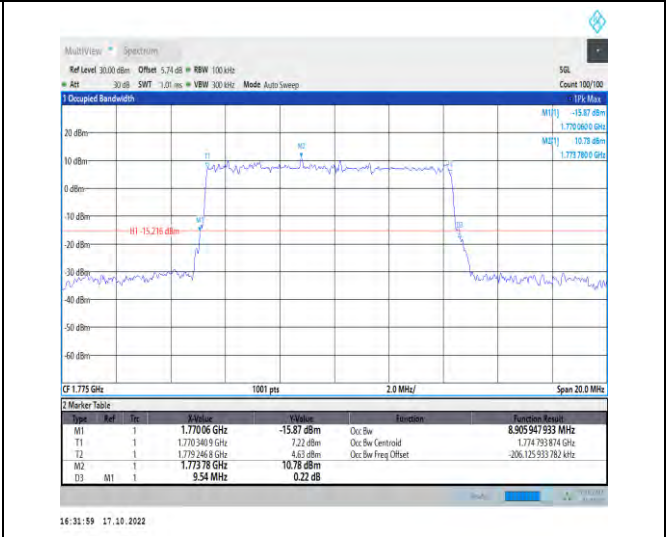 MultiView Spectrum
Ref Level 30.00 dBm Offset 5.74 dB RBW 100 kHz SGL
Att 30 dB SWT 1.01 ms VBW 300 kHz Mode Auto Sweep Count 100/100
1 Occupied Bandwidth 1Pk Max
M1[1] -15.87 dBm
1.770 060 0 GHz
20 dBm M2[1] 10.78 dBm
1.773 780 0 GHz
M2
T1
10 dBm
0 dBm
-10 dBm
M1 D3
H1 -15.216 dBm
-30 dBm
-40 dBm
-50 dBm
-60 dBm
CF 1.775 GHz 1001 pts 2.0 MHz/ Span 20.0 MHz
2 Marker Table
Type Ref Trc X-Value Y-Value Function Function Result
M1 1 1.77006 GHz -15.87 dBm Occ Bw 8.905 947 933 MHz
T1 1 1.770 340 9 GHz 7.22 dBm Occ Bw Centroid 1.774 793 874 GHz
T2 1 1.779 246 8 GHz 4.63 dBm Occ Bw Freq Offset -206.125 933 782 kHz
M2 1 1.77378 GHz 10.78 dBm
D3 M1 1 9.54 MHz 0.22 dB
16:31:59 17.10.2022